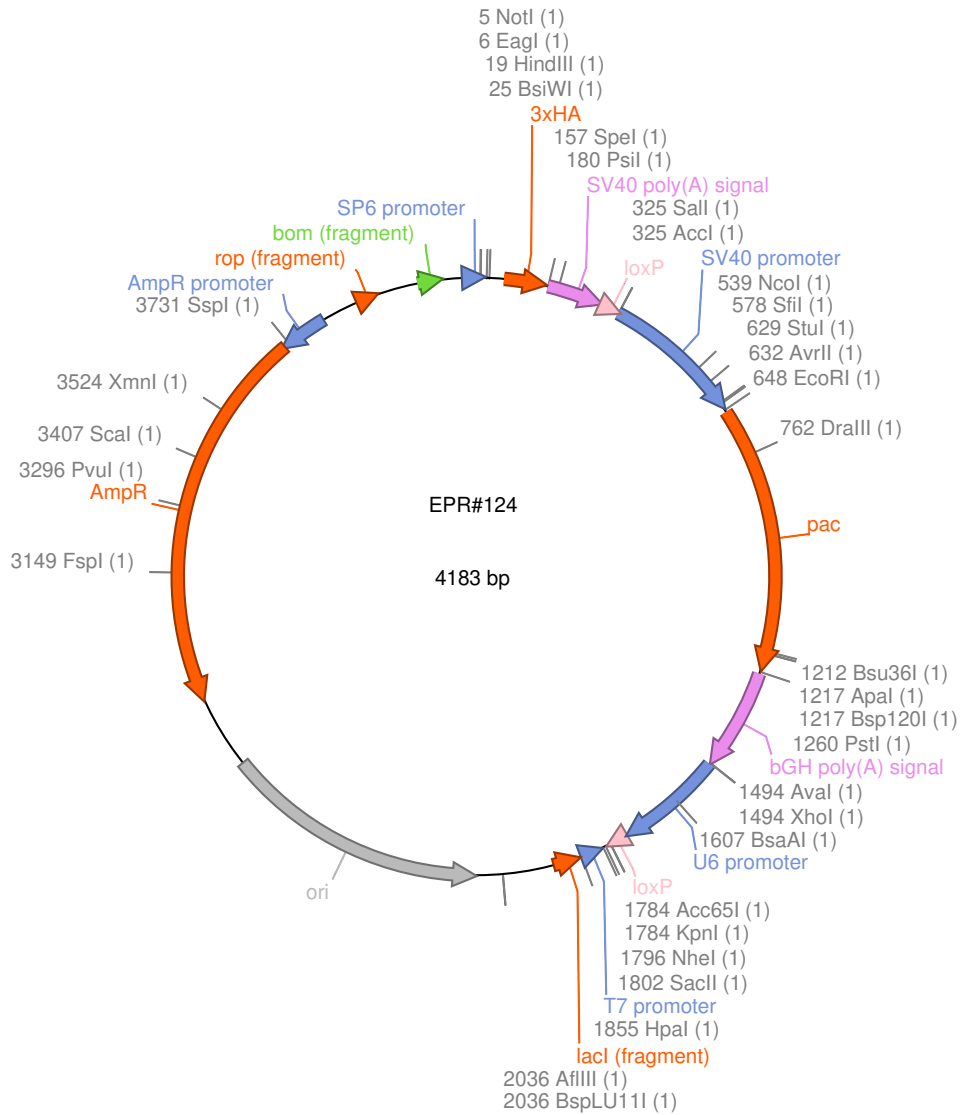 5 NotI (1)
6 EagI (1)
19 HindIII (1)
25 BsiWI (1)
3xHA
157 SpeI (1)
180 PsiI (1)
SV40 poly(A) signal
325 SalI (1)
325 AccI (1)
loxP
SV40 promoter
539 NcoI (1)
578 SfiI (1)
629 StuI (1)
632 AvrII (1)
648 EcoRI (1)
762 DraIII (1)
pac
1212 Bsu36I (1)
1217 ApaI (1)
1217 Bsp120I (1)
1260 PstI (1)
bGH poly(A) signal
1494 AvaI (1)
1494 XhoI (1)
1607 BsaAI (1)
U6 promoter
loxP
1784 Acc65I (1)
1784 KpnI (1)
1796 NheI (1)
1802 SacII (1)
T7 promoter
1855 HpaI (1)
lacI (fragment)
2036 AflIII (1)
2036 BspLU11I (1)
ori
3149 FspI (1)
AmpR
3296 PvuI (1)
3407 ScaI (1)
3524 XmnI (1)
3731 SspI (1)
AmpR promoter
rop (fragment)
bom (fragment)
SP6 promoter
EPR#124
4183 bp